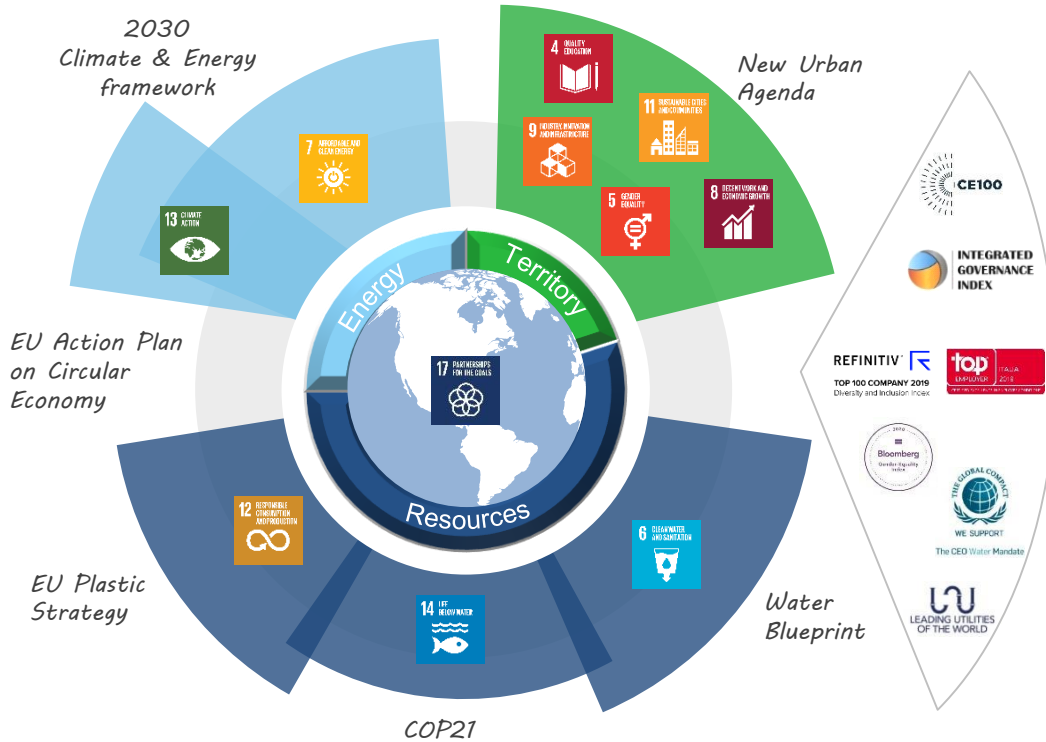 2030
Climate & Energy
framework
4 QUALITY
EDUCATION
New Urban
Agenda
11 SUSTAINABLE CITIES
AND COMMUNITIES
9 INDUSTRY, INNOVATION
AND INFRASTRUCTURE
7 AFFORDABLE AND
CLEAN ENERGY
5 GENDER
EQUALITY
8 DECENT WORK AND
ECONOMIC GROWTH
13 CLIMATE
ACTION
Energy
Territory
17 PARTNERSHIPS
FOR THE GOALS
EU Action Plan
on Circular
Economy
Resources
12 RESPONSIBLE
CONSUMPTION
AND PRODUCTION
6 CLEAN WATER
AND SANITATION
EU Plastic
Strategy
14 LIFE
BELOW WATER
Water
Blueprint
COP21
CE100
INTEGRATED
GOVERNANCE
INDEX
REFINITIV
TOP 100 COMPANY 2019
Diversity and Inclusion Index
top
EMPLOYER
ITALIA
Bloomberg
Gender-Equality
Index
THE GLOBAL COMPACT
WE SUPPORT
The CEO Water Mandate
LEADING UTILITIES
OF THE WORLD